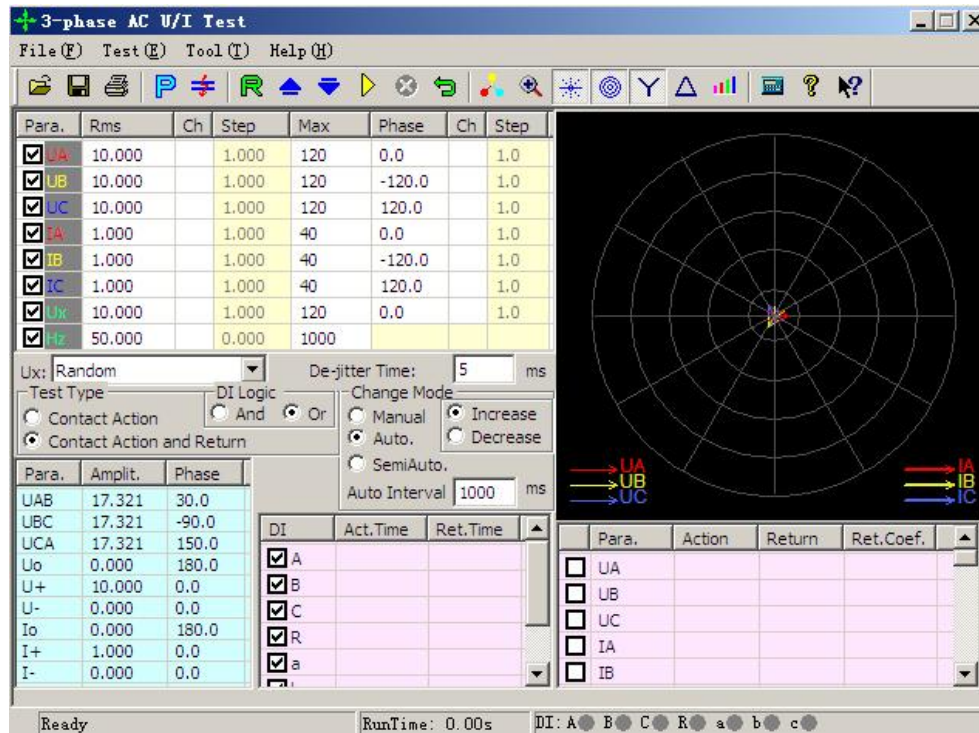 3-phase AC U/I Test
File(F) Test(E) Tool(T) Help(H)
Para. Rms Ch Step Max Phase Ch Step
UA 10.000 1.000 120 0.0 1.0
UB 10.000 1.000 120 -120.0 1.0
UC 10.000 1.000 120 120.0 1.0
IA 1.000 1.000 40 0.0 1.0
IB 1.000 1.000 40 -120.0 1.0
IC 1.000 1.000 40 120.0 1.0
Ux 10.000 1.000 120 0.0 1.0
Hz 50.000 0.000 1000
Ux: Random De-jitter Time: 5 ms
Test Type
Contact Action
Contact Action and Return
DI Logic
And Or
Change Mode
Manual
Auto.
SemiAuto.
Increase
Decrease
Auto Interval 1000 ms
UA
UB
UC
IA
IB
IC
Para. Amplit. Phase
UAB 17.321 30.0
UBC 17.321 -90.0
UCA 17.321 150.0
Uo 0.000 180.0
U+ 10.000 0.0
U- 0.000 0.0
Io 0.000 180.0
I+ 1.000 0.0
I- 0.000 0.0
DI Act.Time Ret.Time
A
B
C
R
a
Para. Action Return Ret.Coef.
UA
UB
UC
IA
IB
Ready RunTime: 0.00s DI: A B C R a b c